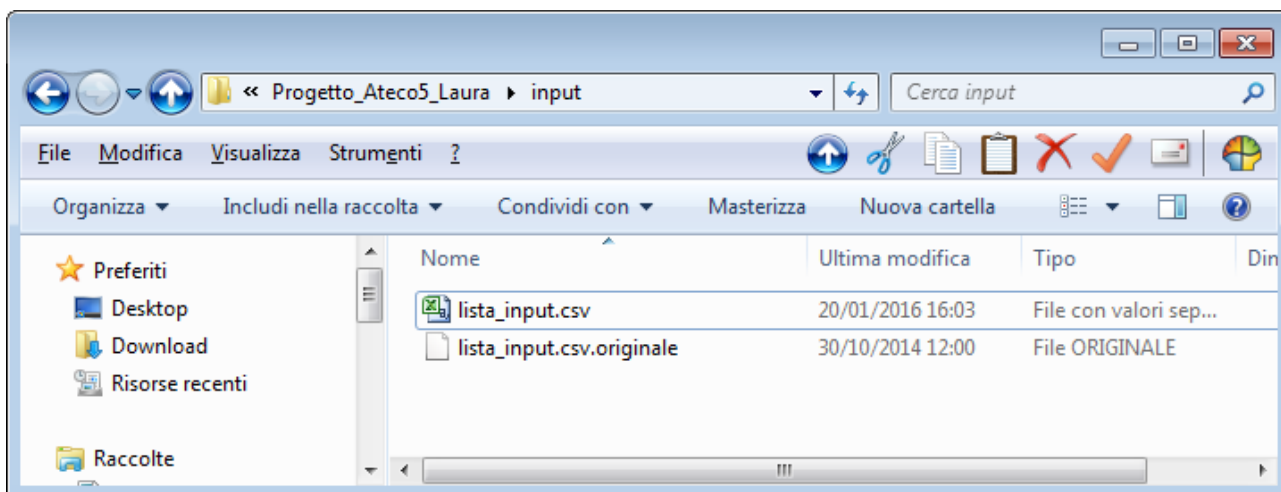 « Progetto_Ateco5_Laura ▸ input Cerca input
File Modifica Visualizza Strumenti ?
Organizza Includi nella raccolta Condividi con Masterizza Nuova cartella
Preferiti
Desktop
Download
Risorse recenti
Raccolte
Nome Ultima modifica Tipo Din
lista_input.csv 20/01/2016 16:03 File con valori sep...
lista_input.csv.originale 30/10/2014 12:00 File ORIGINALE